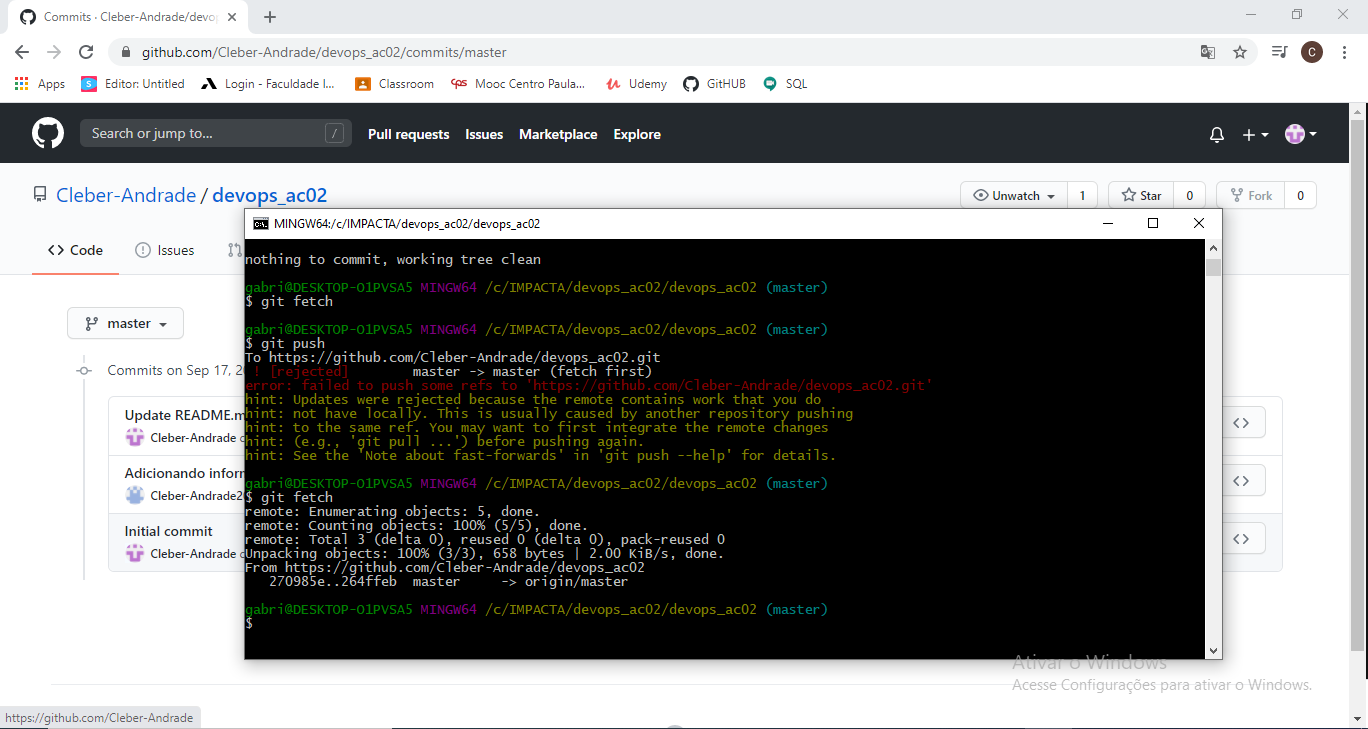 Commits · Cleber-Andrade/devop
github.com/Cleber-Andrade/devops_ac02/commits/master
C
Apps
Editor: Untitled
Login - Faculdade I...
Classroom
cps
Mooc Centro Paula...
Udemy
GitHUB
SQL
Search or jump to...
/
Pull requests
Issues
Marketplace
Explore
Cleber-Andrade / devops_ac02
Unwatch
1
Star
0
Fork
0
Code
Issues
master
Commits on Sep 17, 2
Update README.m
Cleber-Andrade c
Adicionando inforr
Cleber-Andrade2
Initial commit
Cleber-Andrade c
MINGW64:/c/IMPACTA/devops_ac02/devops_ac02
nothing to commit, working tree clean
gabri@DESKTOP-O1PVSA5 MINGW64 /c/IMPACTA/devops_ac02/devops_ac02 (master)
$ git fetch
gabri@DESKTOP-O1PVSA5 MINGW64 /c/IMPACTA/devops_ac02/devops_ac02 (master)
$ git push
To https://github.com/Cleber-Andrade/devops_ac02.git
! [rejected]        master -> master (fetch first)
error: failed to push some refs to 'https://github.com/Cleber-Andrade/devops_ac02.git'
hint: Updates were rejected because the remote contains work that you do
hint: not have locally. This is usually caused by another repository pushing
hint: to the same ref. You may want to first integrate the remote changes
hint: (e.g., 'git pull ...') before pushing again.
hint: See the 'Note about fast-forwards' in 'git push --help' for details.
gabri@DESKTOP-O1PVSA5 MINGW64 /c/IMPACTA/devops_ac02/devops_ac02 (master)
$ git fetch
remote: Enumerating objects: 5, done.
remote: Counting objects: 100% (5/5), done.
remote: Total 3 (delta 0), reused 0 (delta 0), pack-reused 0
Unpacking objects: 100% (3/3), 658 bytes | 2.00 KiB/s, done.
From https://github.com/Cleber-Andrade/devops_ac02
270985e..264ffeb  master     -> origin/master
gabri@DESKTOP-O1PVSA5 MINGW64 /c/IMPACTA/devops_ac02/devops_ac02 (master)
$
Ativar o Windows
Acesse Configurações para ativar o Windows.
https://github.com/Cleber-Andrade